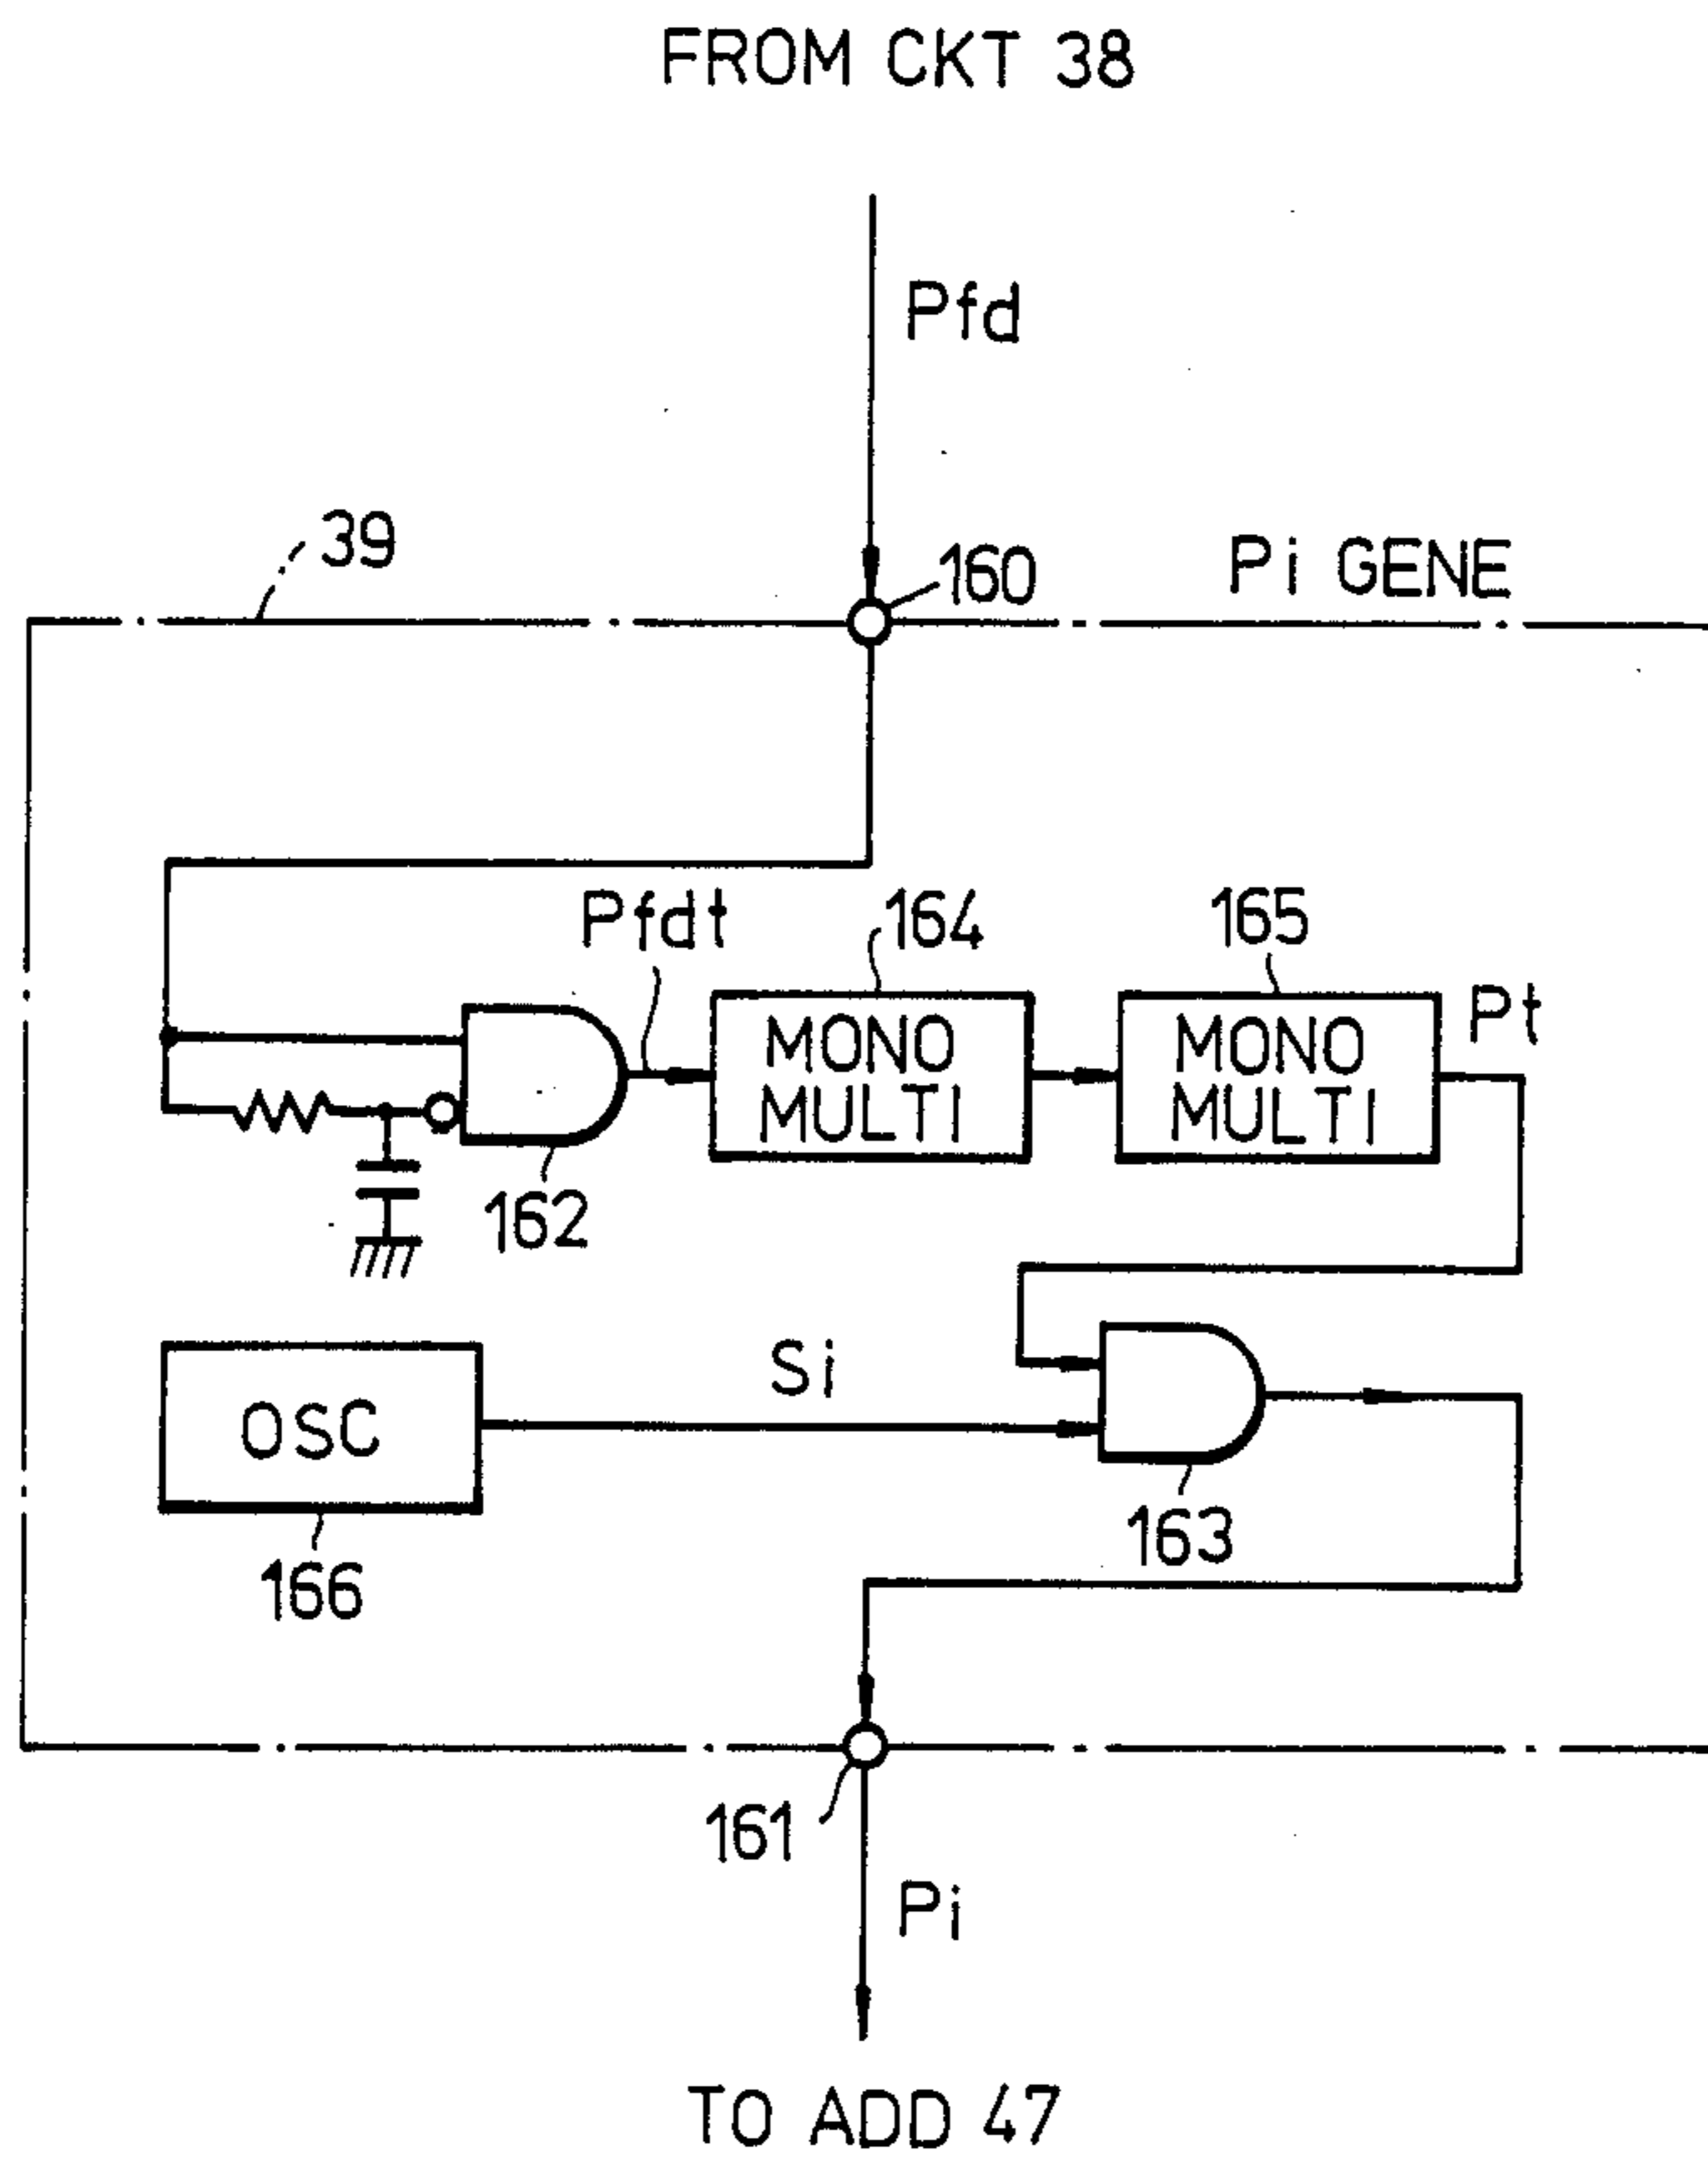 FROM CKT 38
Pfd
39
160
Pi GENE
Pfdt
164
165
Pt
MONO
MULTI
MONO
MULTI
162
Si
OSC
163
166
161
Pi
TO ADD 47